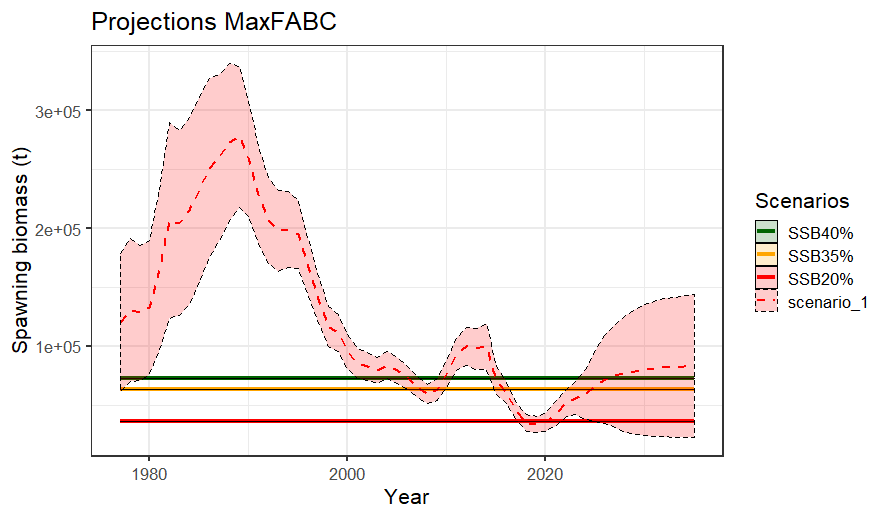 Projections MaxFABC
Spawning biomass (t)
3e+05
2e+05
1e+05
1980
2000
2020
Year
Scenarios
SSB40%
SSB35%
SSB20%
scenario_1